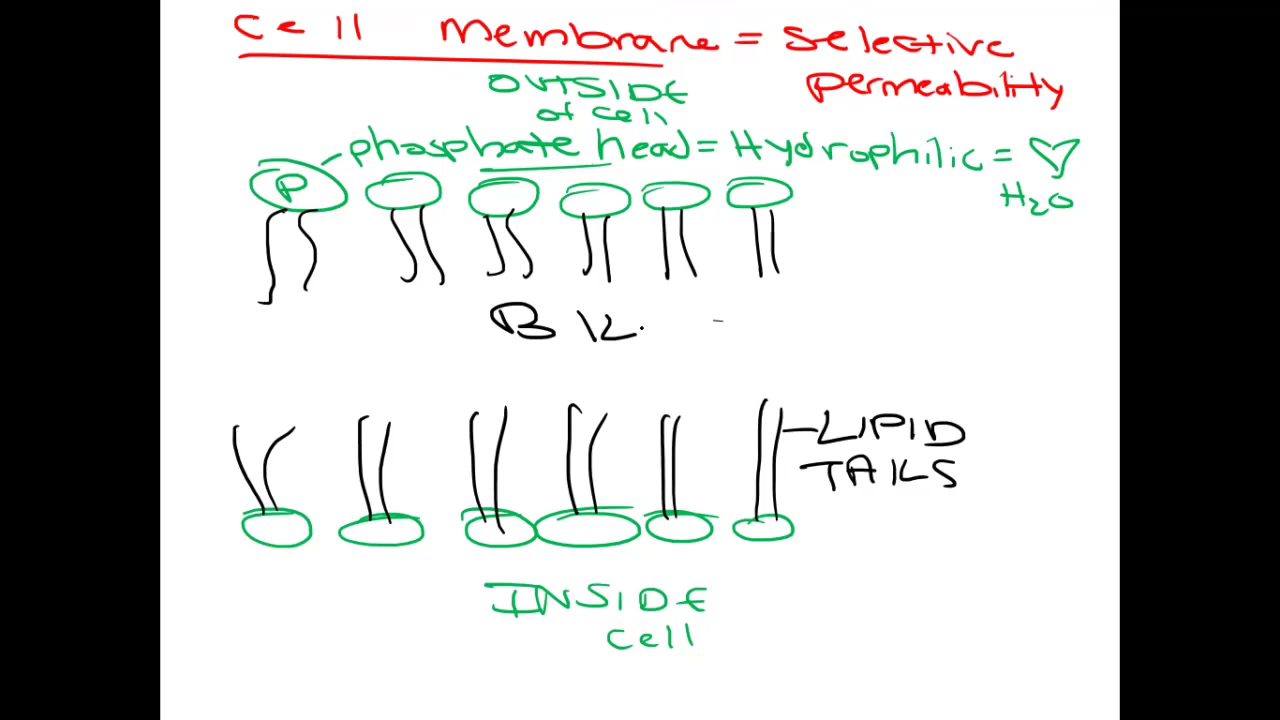 Cell Membrane = Selective
permeability
OUTSIDE
of cell
phosphate head = Hydrophilic = ♡
H₂O
P
LIPID
TAILS
INSIDE
cell